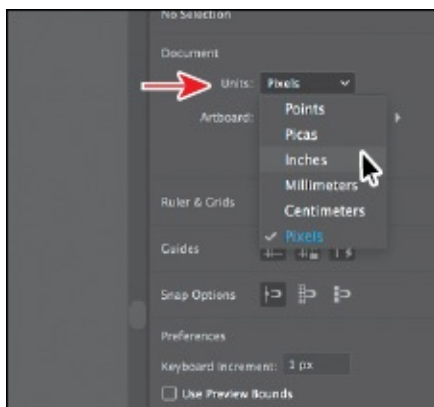 No Selection
Document
Units: Pixels
Artboard:
Points
Picas
Inches
Millimeters
Centimeters
Pixels
Ruler & Grids
Guides
Snap Options
Preferences
Keyboard Increment: 1 px
Use Preview Bounds